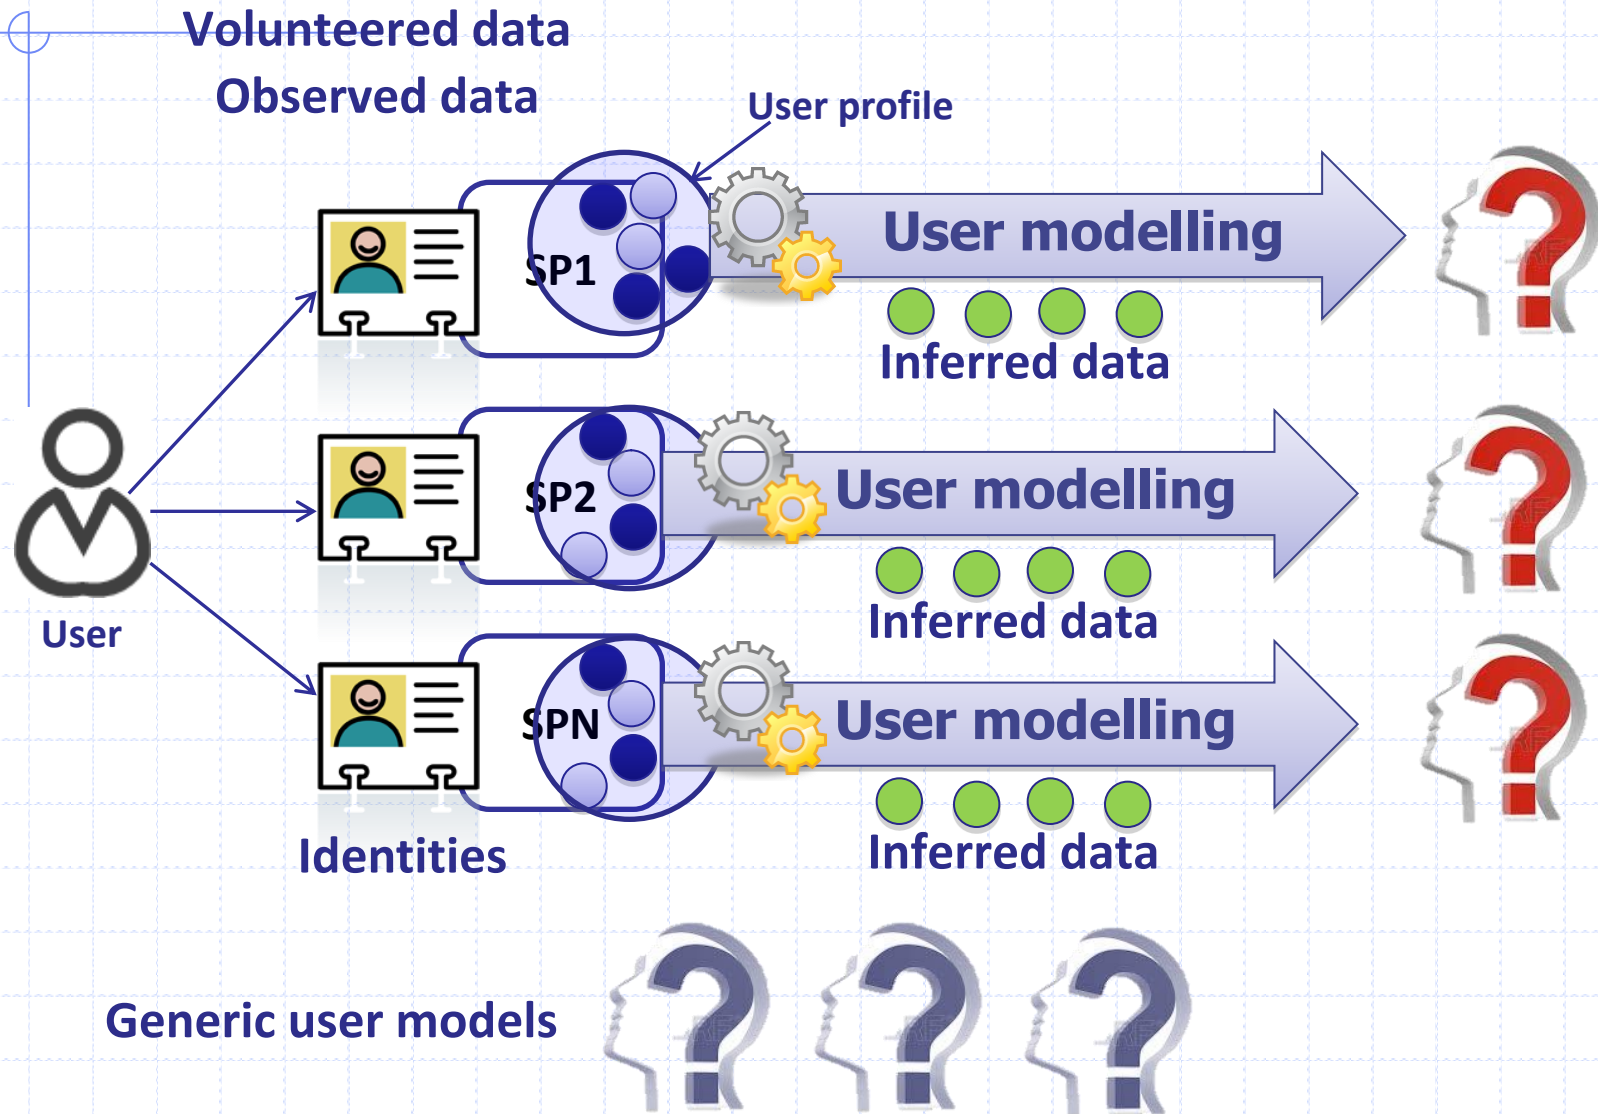 Volunteered data
Observed data
User profile
SP1
User modelling
Inferred data
SP2
User modelling
Inferred data
User
SPN
User modelling
Inferred data
Identities
Generic user models